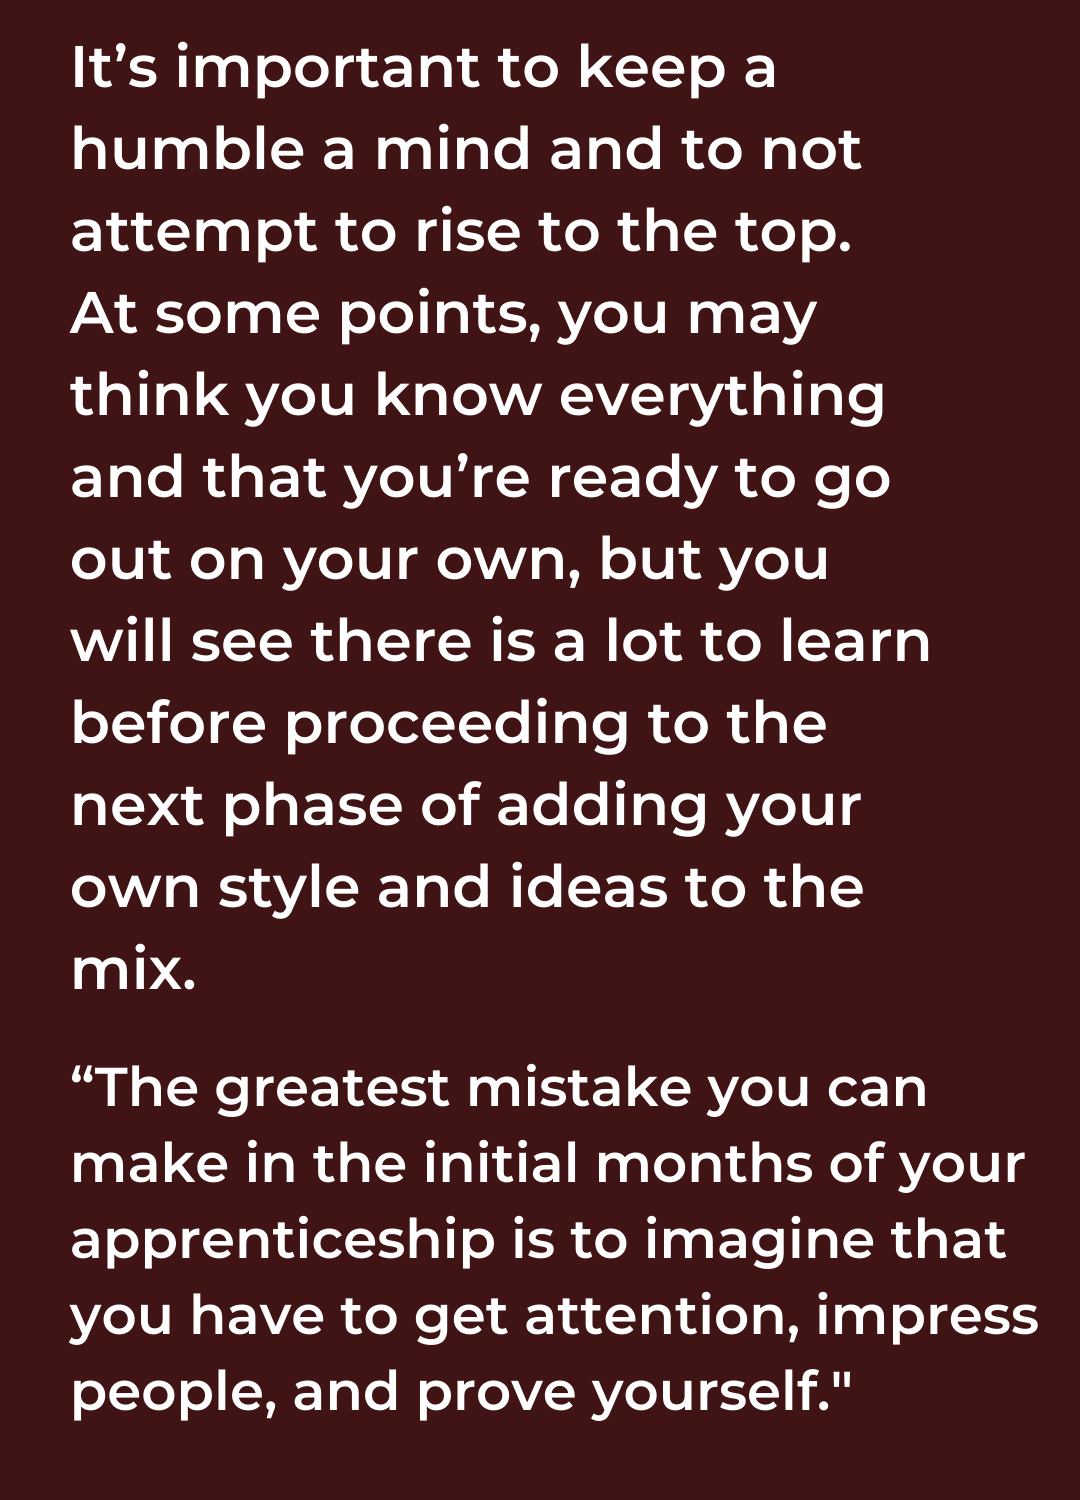 It’s important to keep a
humble a mind and to not
attempt to rise to the top.
At some points, you may
think you know everything
and that you’re ready to go
out on your own, but you
will see there is a lot to learn
before proceeding to the
next phase of adding your
own style and ideas to the
mix.
“The greatest mistake you can
make in the initial months of your
apprenticeship is to imagine that
you have to get attention, impress
people, and prove yourself."